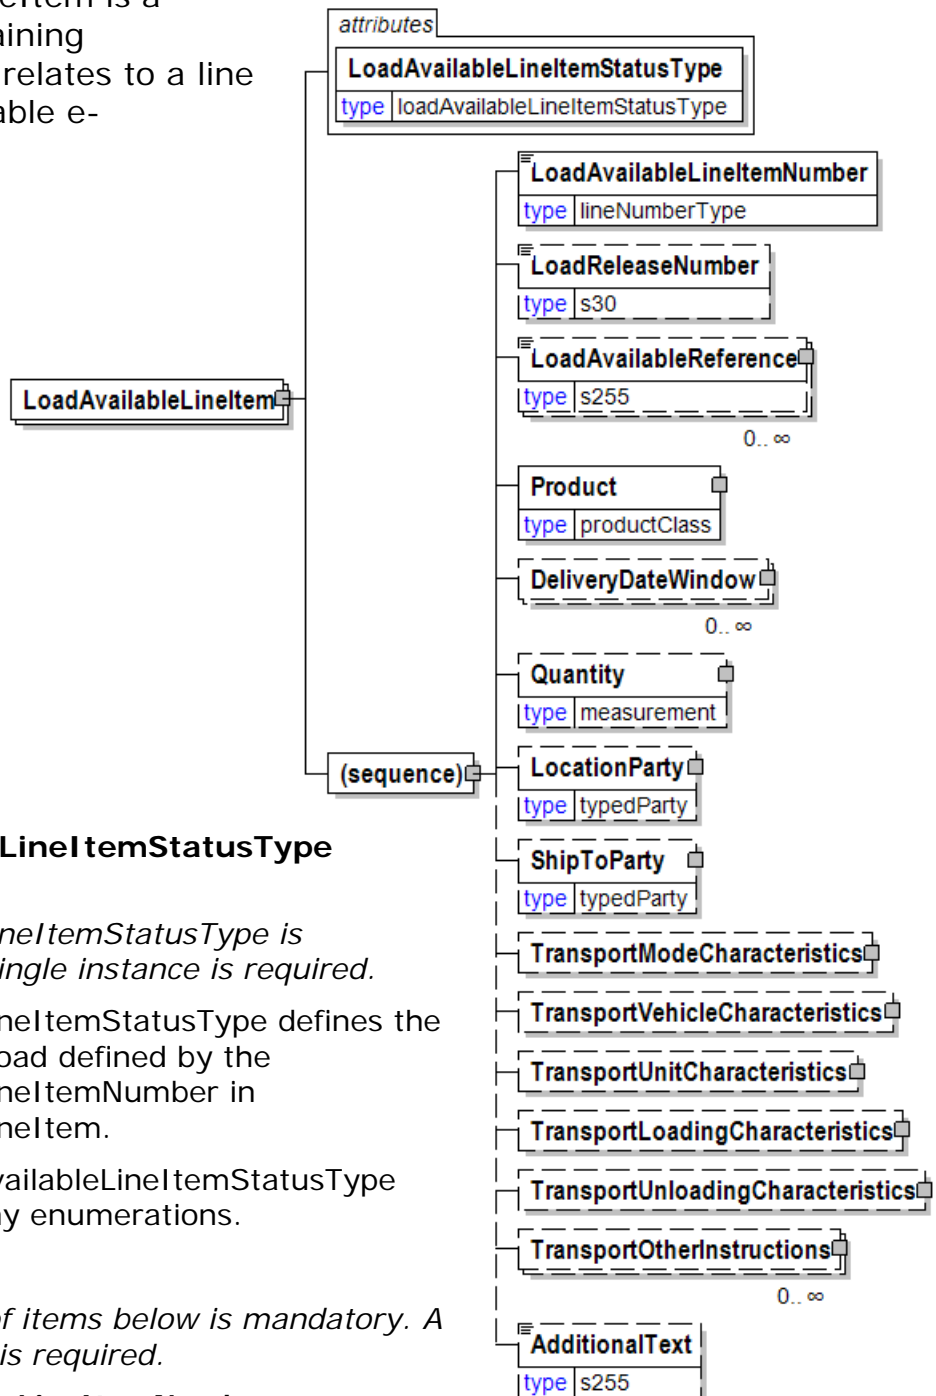 aining
relates to a line
able e-
attributes
LoadAvailableLineItemStatusType
type loadAvailableLineItemStatusType
LoadAvailableLineItem
(sequence)
LoadAvailableLineItemNumber
type lineNumberType
LoadReleaseNumber
type s30
LoadAvailableReference
type s255
0.. ∞
Product
type productClass
DeliveryDateWindow
0.. ∞
Quantity
type measurement
LocationParty
type typedParty
ShipToParty
type typedParty
TransportModeCharacteristics
TransportVehicleCharacteristics
TransportUnitCharacteristics
TransportLoadingCharacteristics
TransportUnloadingCharacteristics
TransportOtherInstructions
0.. ∞
AdditionalText
type s255
LineItemStatusType
neItemStatusType is
ingle instance is required.
neItemStatusType defines the
oad defined by the
neItemNumber in
neItem.
vailableLineItemStatusType
ny enumerations.
of items below is mandatory. A
is required.